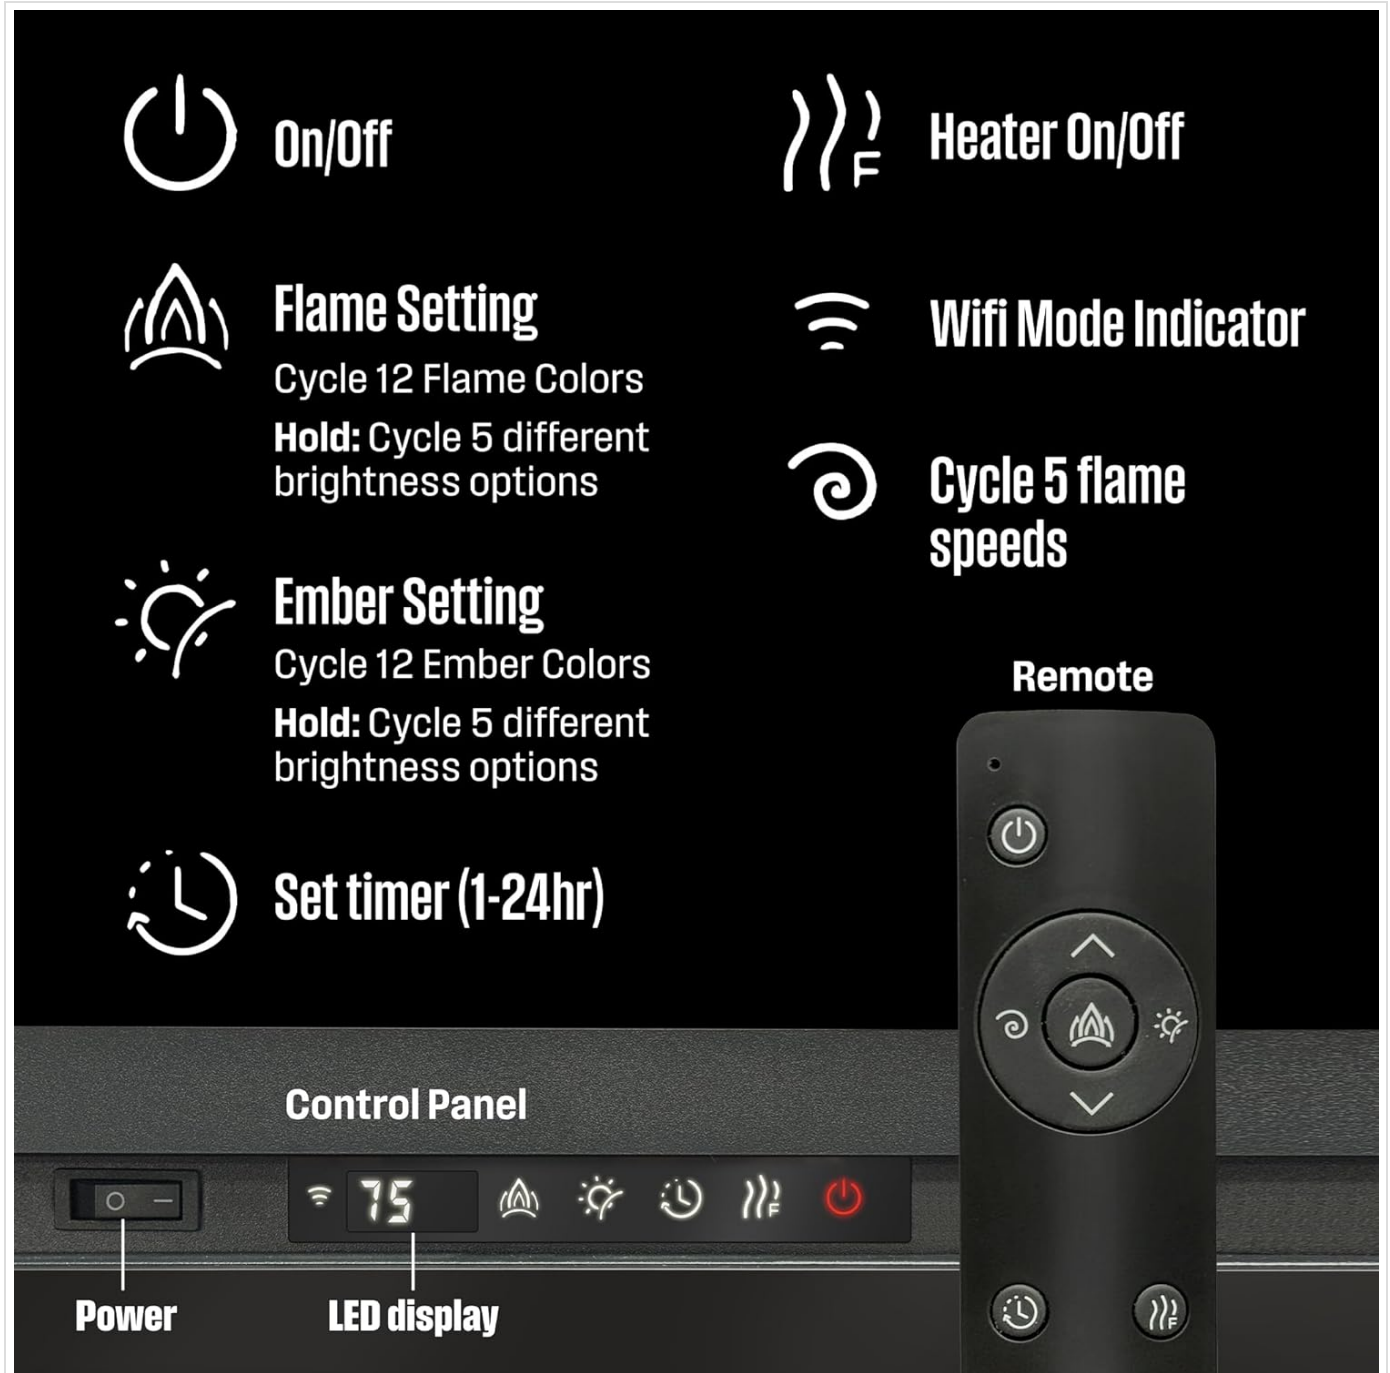 On/Off
Flame Setting
Cycle 12 Flame Colors
Hold: Cycle 5 different
brightness options
Ember Setting
Cycle 12 Ember Colors
Hold: Cycle 5 different
brightness options
Set timer (1-24hr)
F
Heater On/Off
Wifi Mode Indicator
Cycle 5 flame
speeds
Remote
Control Panel
75
F
Power
LED display
F